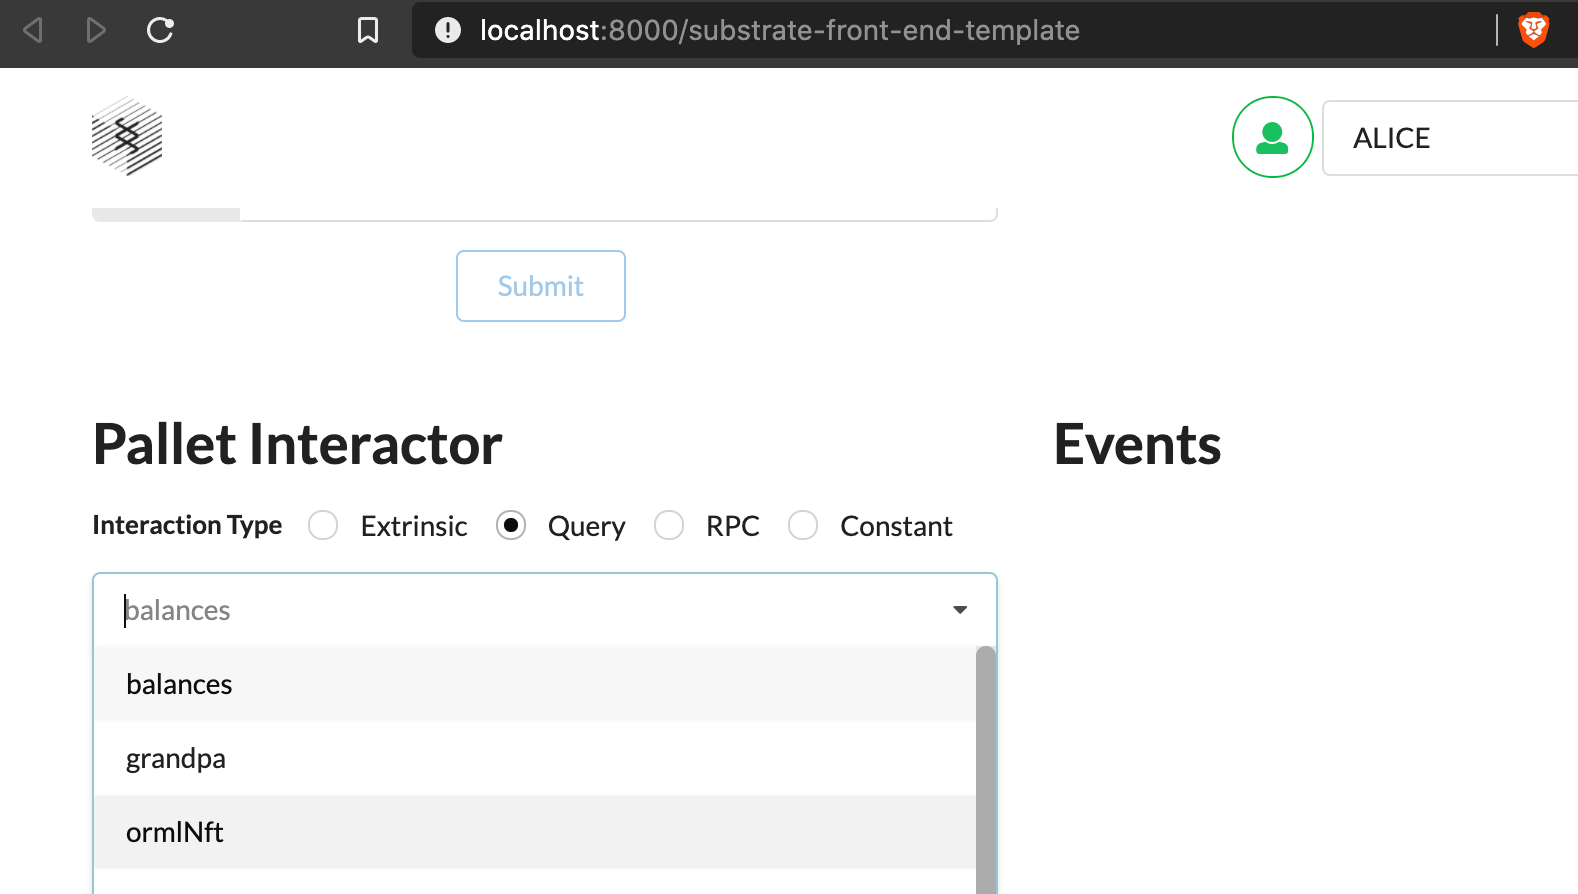 localhost:8000/substrate-front-end-template
ALICE
Submit
Pallet Interactor
Events
Interaction Type Extrinsic Query RPC Constant
balances
balances
grandpa
ormlNft